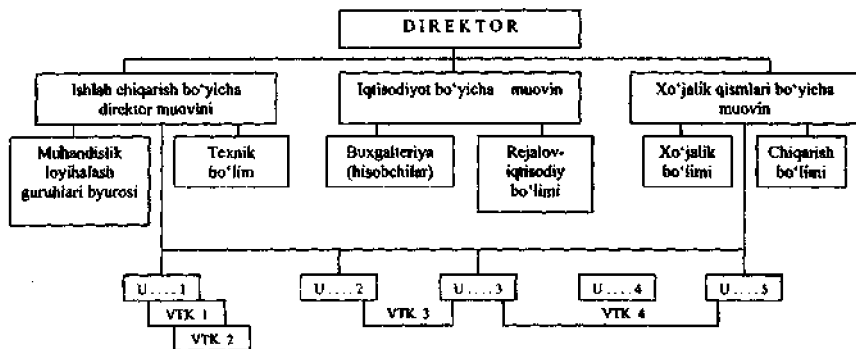 DIREKTOR
Ishlab chiqarish bo‘yicha
direktor muovini
Iqtisodiyot bo‘yicha muovin
Xo‘jalik qismlari bo‘yicha
muovin
Muhandislik
loyihalash
guruhlari byurosi
Texnik
bo‘lim
Buxgalteriya
(hisobchilar)
Rejalov-
iqtisodiy
bo‘limi
Xo‘jalik
bo‘limi
Chiqarish
bo‘limi
U....1
U....2
U....3
U....4
U....5
VTK 1
VTK 3
VTK 4
VTK 2